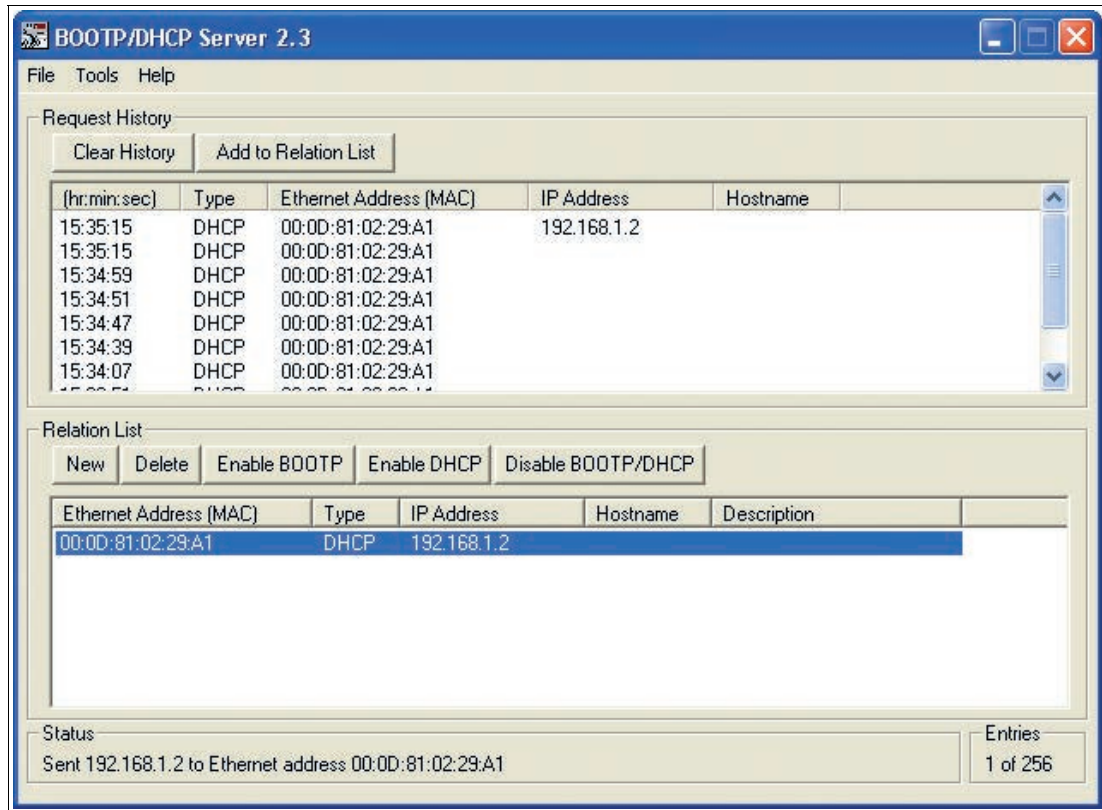 BOOTP/DHCP Server 2.3
File Tools Help
Request History
Clear History Add to Relation List
(hr:min:sec) Type Ethernet Address (MAC) IP Address Hostname
15:35:15 DHCP 00:0D:81:02:29:A1 192.168.1.2
15:35:15 DHCP 00:0D:81:02:29:A1
15:34:59 DHCP 00:0D:81:02:29:A1
15:34:51 DHCP 00:0D:81:02:29:A1
15:34:47 DHCP 00:0D:81:02:29:A1
15:34:39 DHCP 00:0D:81:02:29:A1
15:34:07 DHCP 00:0D:81:02:29:A1
Relation List
New Delete Enable BOOTP Enable DHCP Disable BOOTP/DHCP
Ethernet Address (MAC) Type IP Address Hostname Description
00:0D:81:02:29:A1 DHCP 192.168.1.2
Status
Sent 192.168.1.2 to Ethernet address 00:0D:81:02:29:A1
Entries
1 of 256